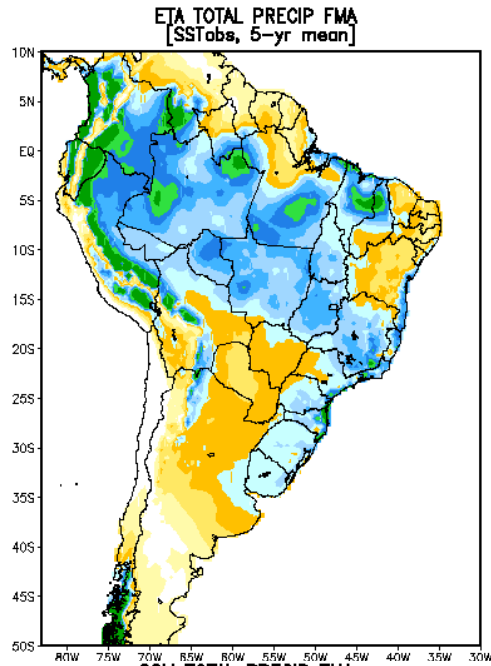 ETA TOTAL PRECIP FMA
[SSTobs, 5-yr mean]
10N
5N
EQ
5S
10S
15S
20S
25S
30S
35S
40S
45S
50S
80W 75W 70W 65W 60W 55W 50W 45W 40W 35W 30W